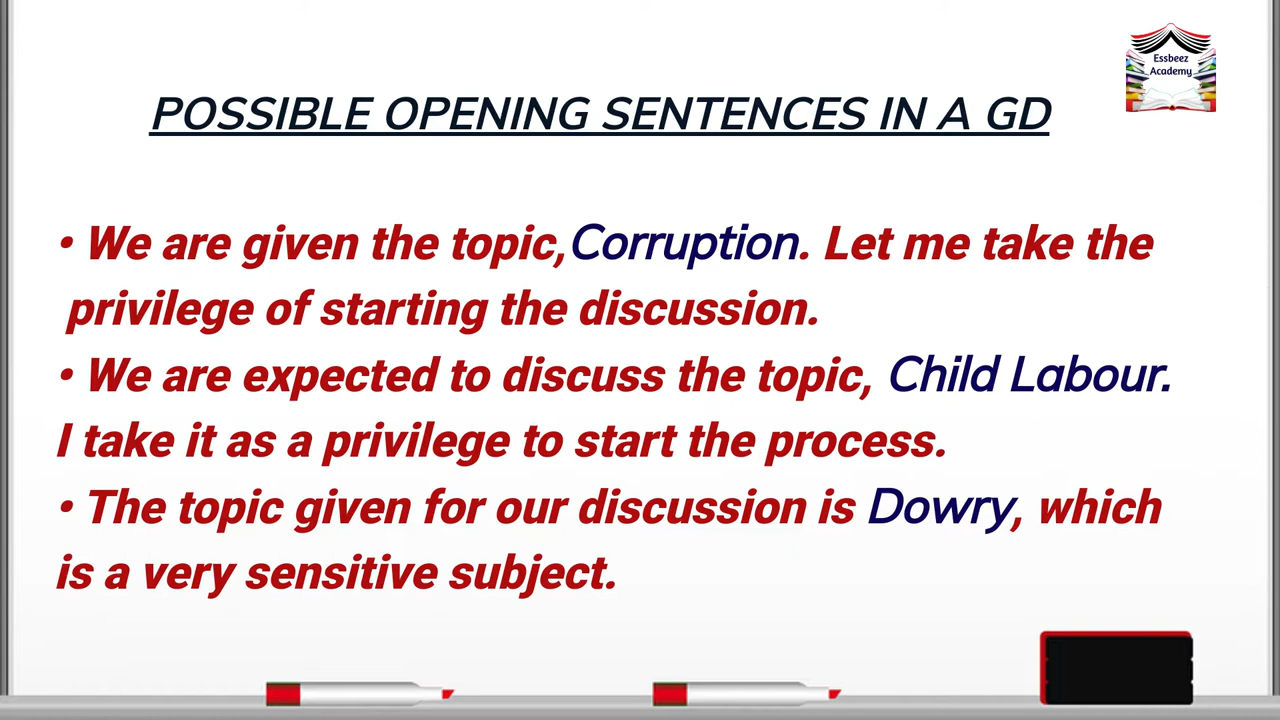 Essbeez
Academy
POSSIBLE OPENING SENTENCES IN A GD
• We are given the topic,Corruption. Let me take the
privilege of starting the discussion.
• We are expected to discuss the topic, Child Labour.
I take it as a privilege to start the process.
• The topic given for our discussion is Dowry, which
is a very sensitive subject.